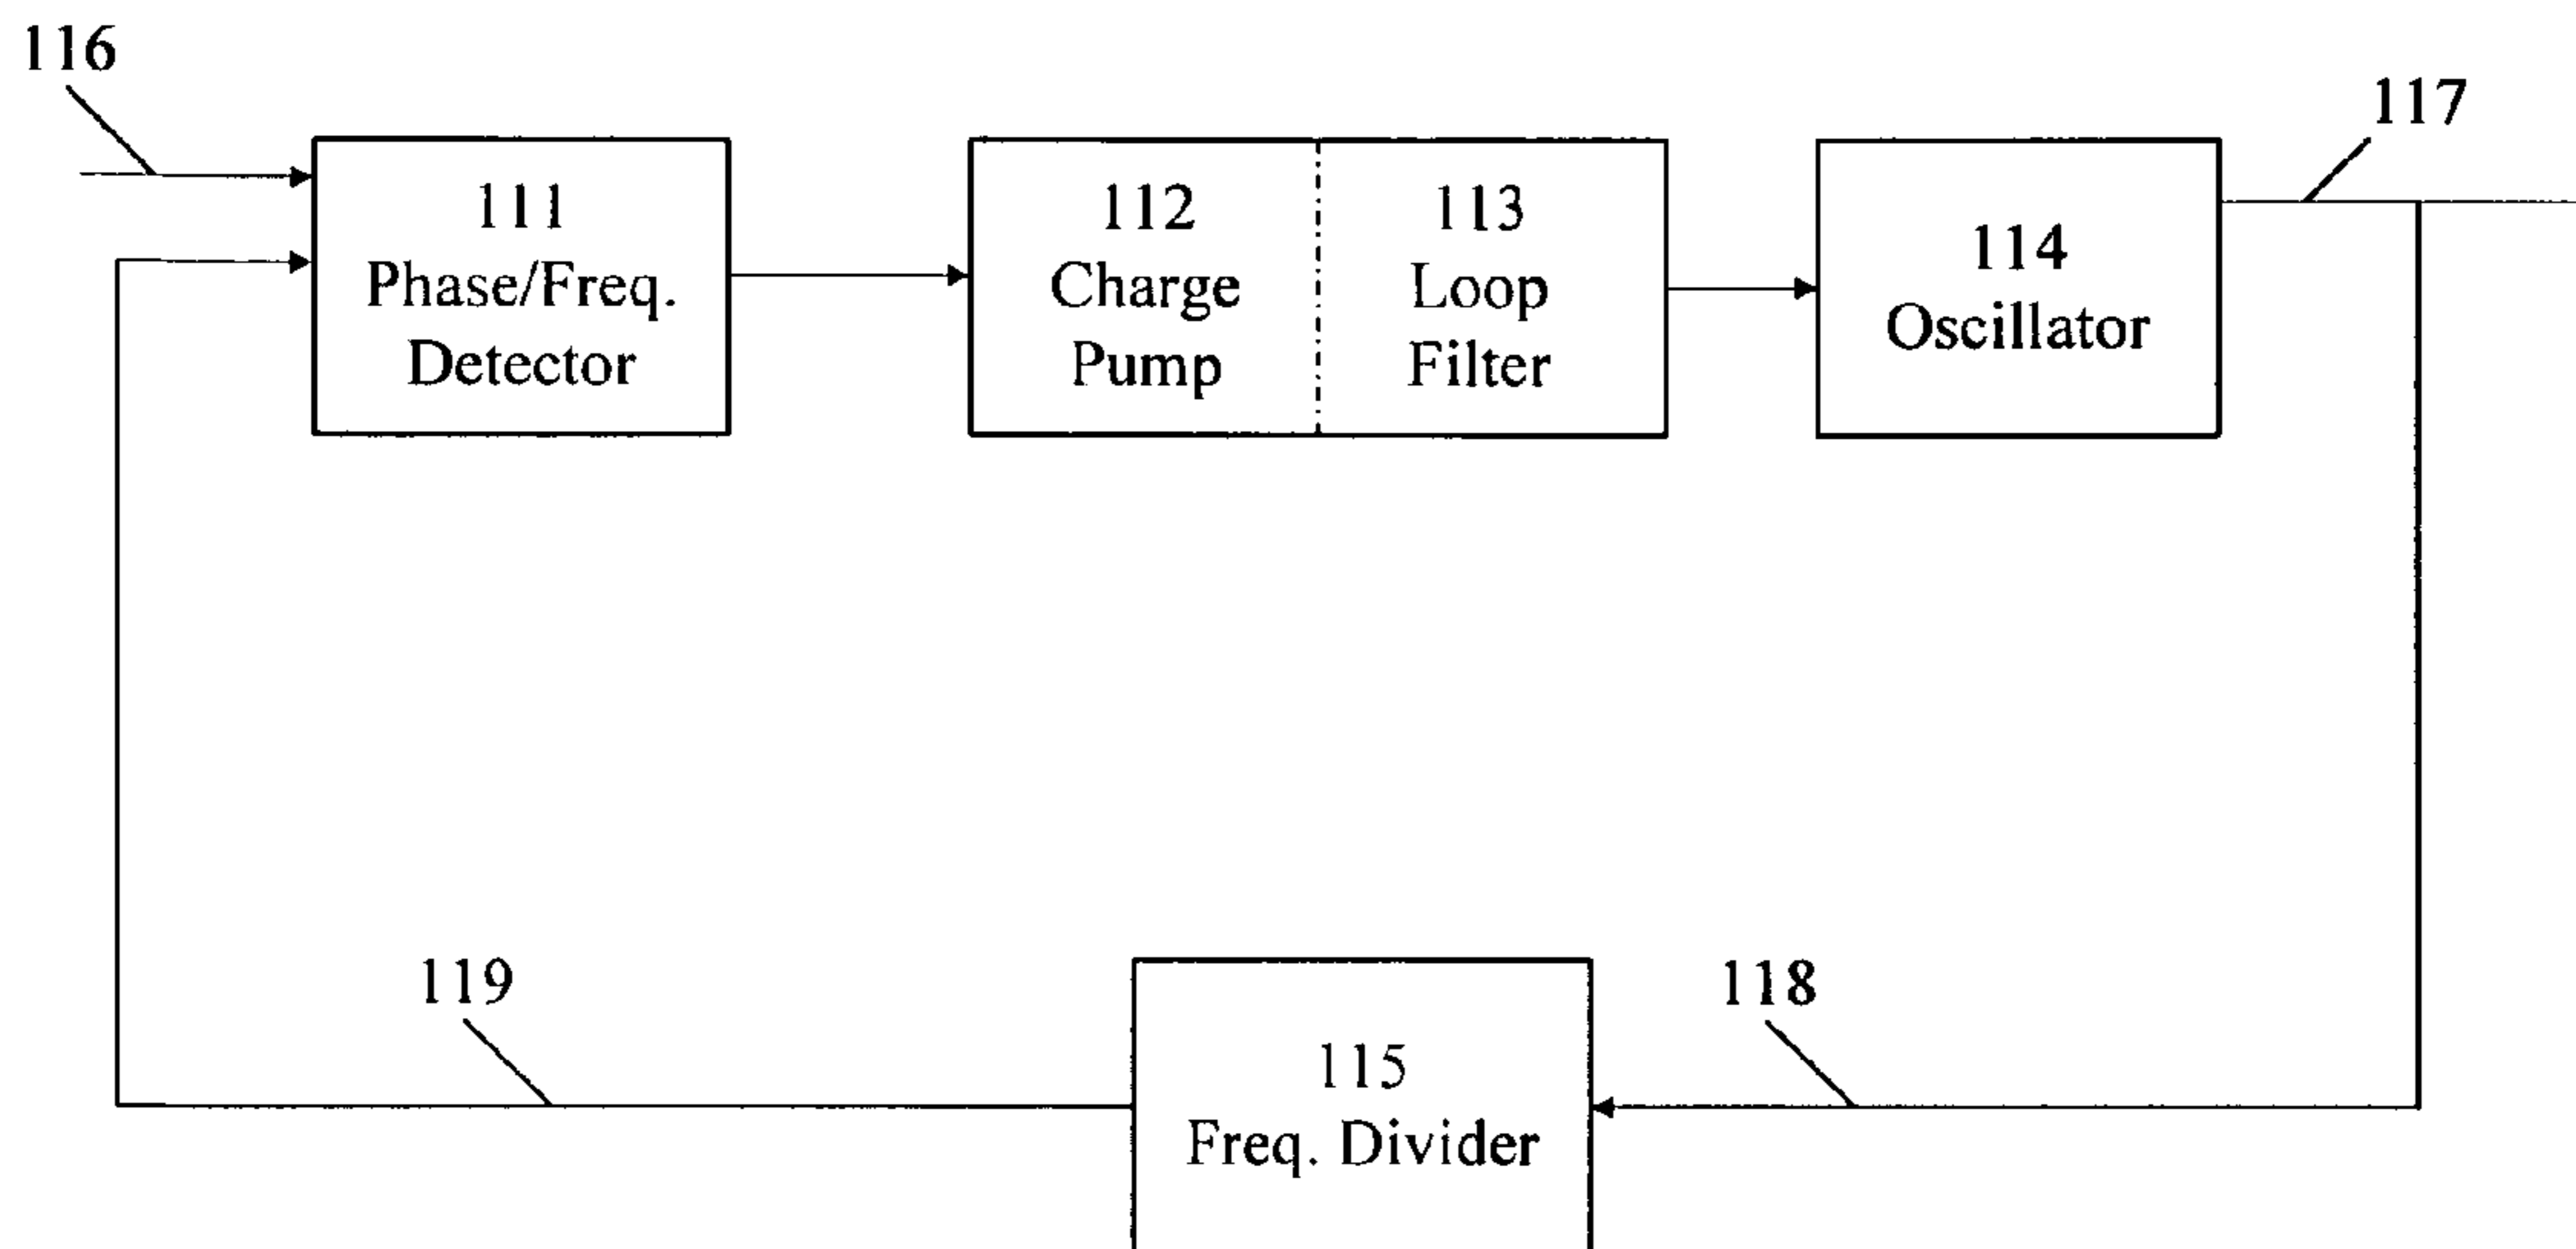 116
117
111
Phase/Freq.
Detector
112
Charge
Pump
113
Loop
Filter
114
Oscillator
119
118
115
Freq. Divider